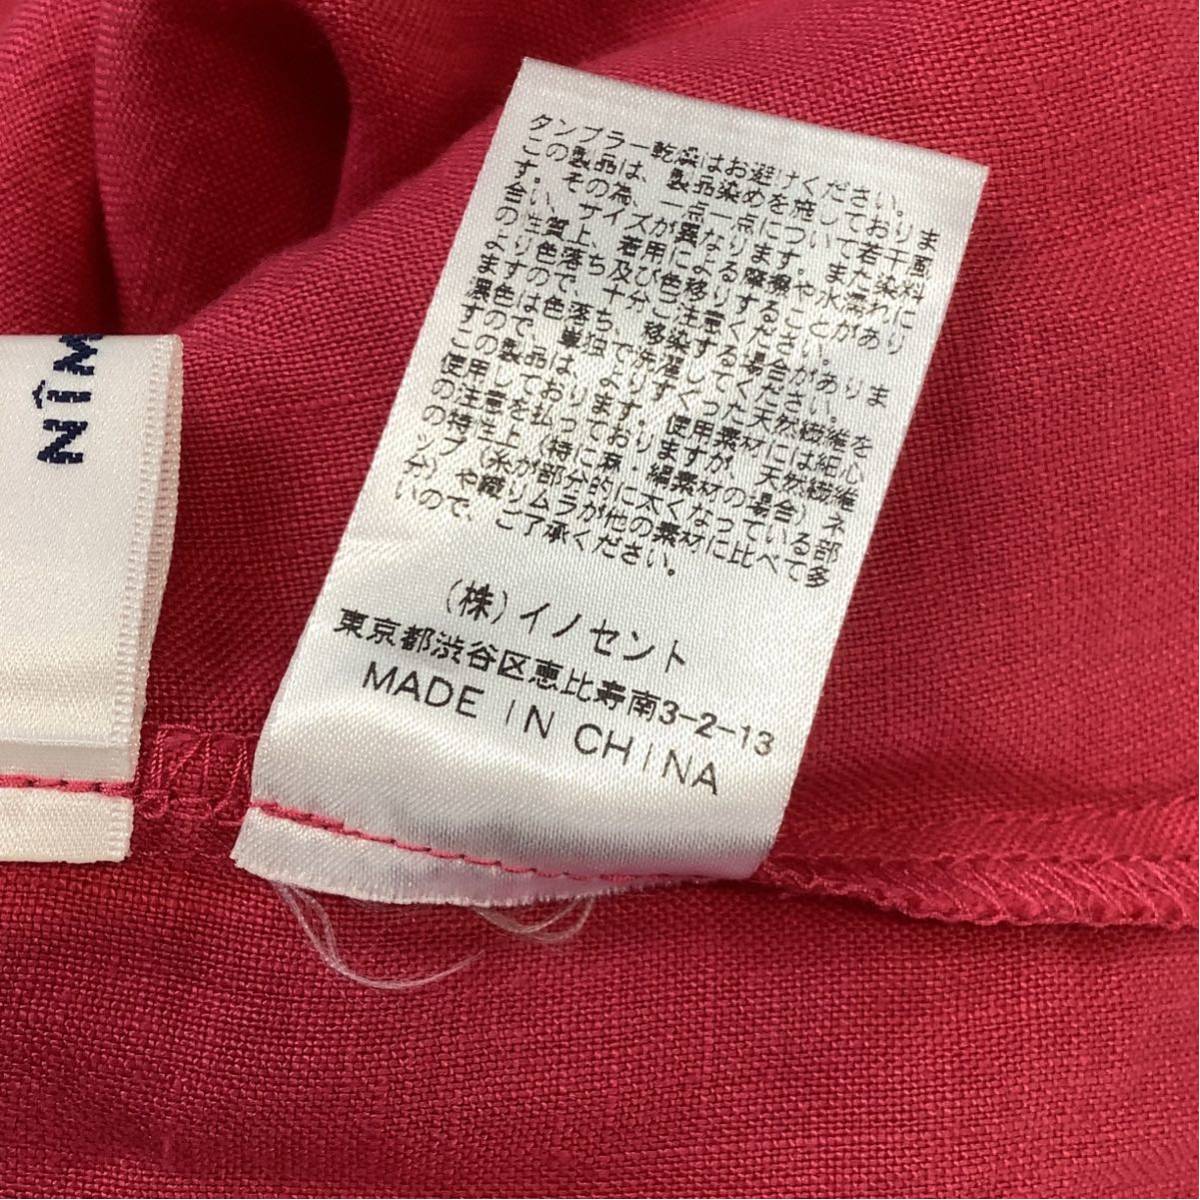 タンブラー乾燥はお避けください。
この製品は、製品染めを施しておりま
す。その為、一点一点について若干風
合い、サイズが異なります。また染料
の性質上、着用による摩擦や水濡れに
より色落ち及び色移りすることがあり
ますので、十分ご注意ください。
濃色は色落ち、移染する場合がありま
すので、単独で洗濯してください。
この製品は、よりすぐった天然繊維を
使用しております。使用素材には細心
の注意を払っておりますが、天然繊維
の特性上(特に麻・綿素材の場合)ネ
ップ(糸が部分的に太くなっている部
分)や織りムラが他の素材に比べて多
いので、ご了承ください。
(株)イノセント
東京都渋谷区恵比寿南3-2-13
MADE IN CHINA
NîM